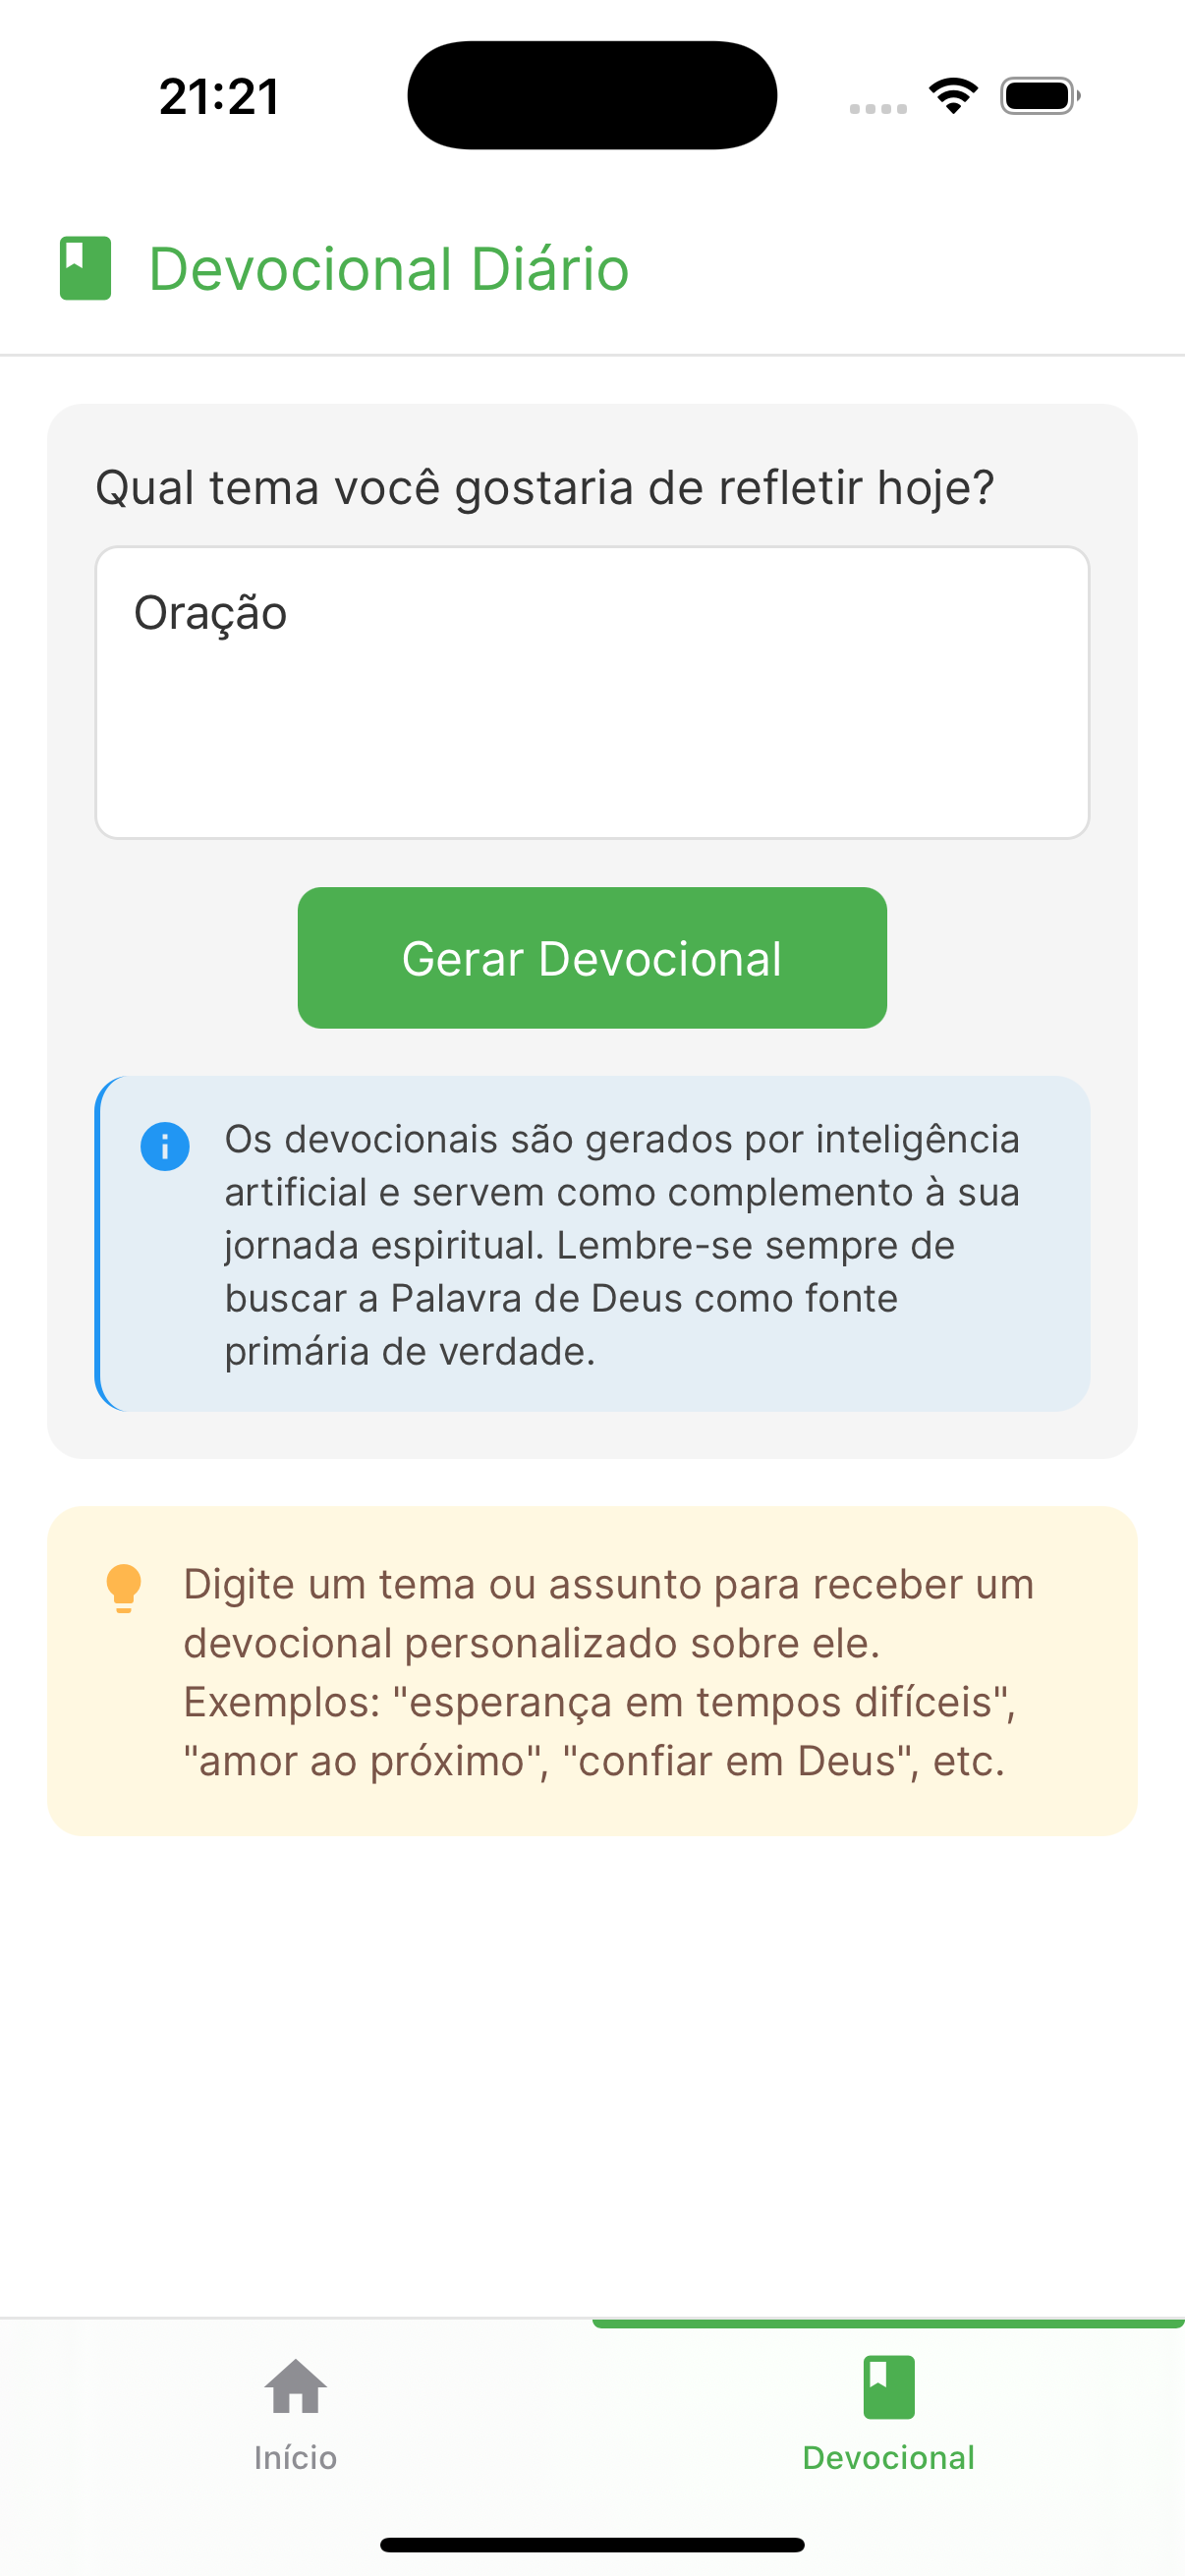 21:21
Devocional Diário
Qual tema você gostaria de refletir hoje?
Oração
Gerar Devocional
Os devocionais são gerados por inteligência
artificial e servem como complemento à sua
jornada espiritual. Lembre-se sempre de
buscar a Palavra de Deus como fonte
primária de verdade.
Digite um tema ou assunto para receber um
devocional personalizado sobre ele.
Exemplos: "esperança em tempos difíceis",
"amor ao próximo", "confiar em Deus", etc.
Início
Devocional